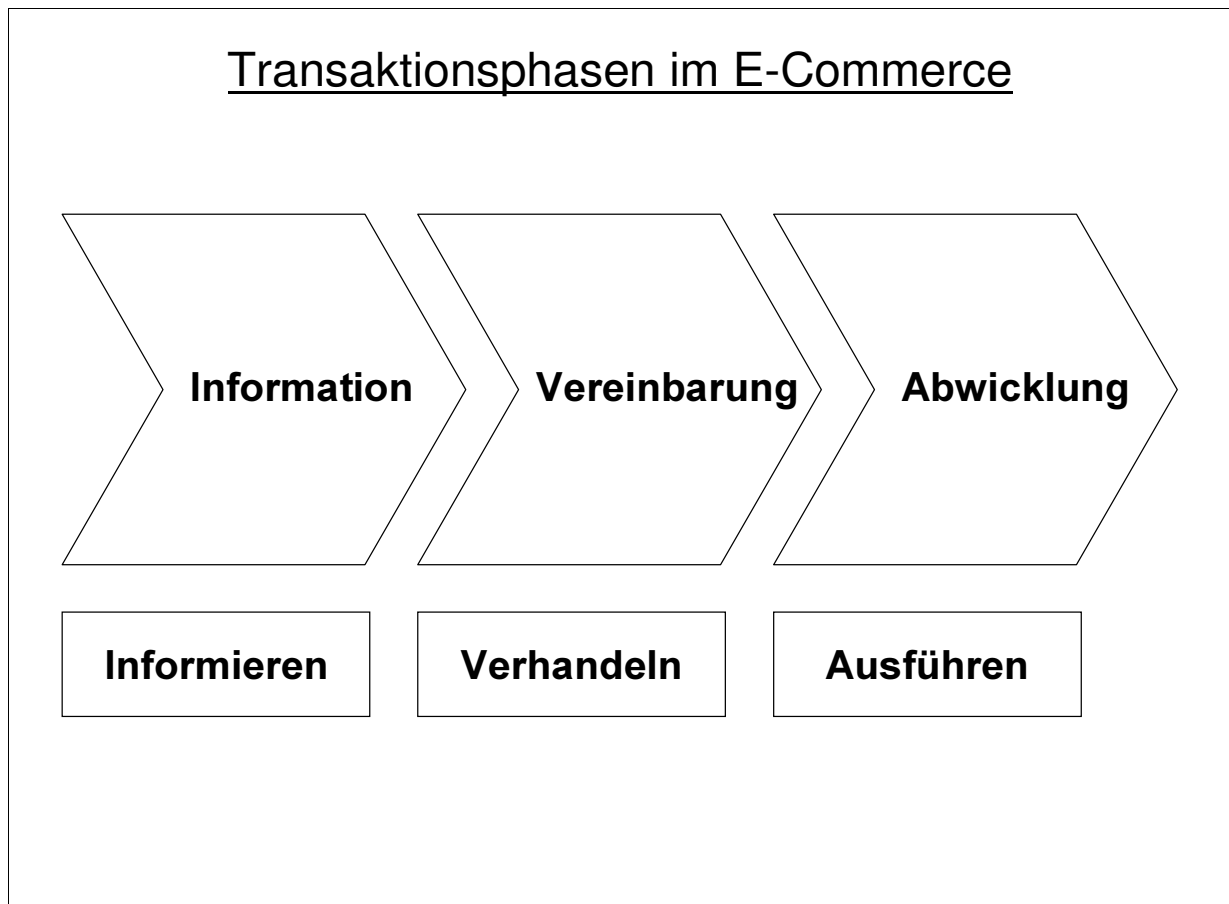 Transaktionsphasen im E-Commerce
Information
Vereinbarung
Abwicklung
Informieren
Verhandeln
Ausführen